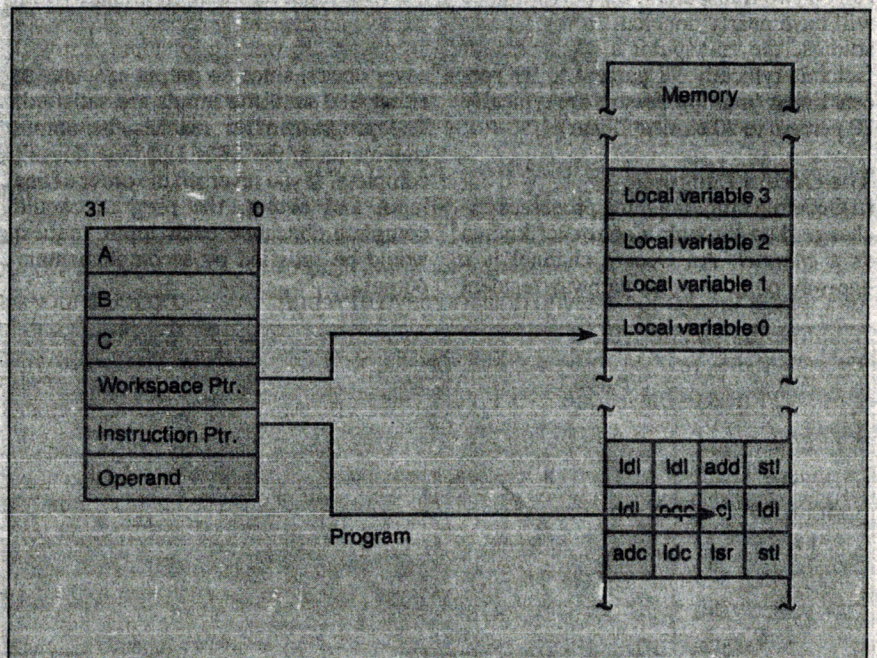 Memory
Local variable 3
Local variable 2
Local variable 1
Local variable 0
31 0
A
B
C
Workspace Ptr.
Instruction Ptr.
Operand
Program
ldl ldl add stl
ldl eqc cj ldl
adc ldc lsr stl